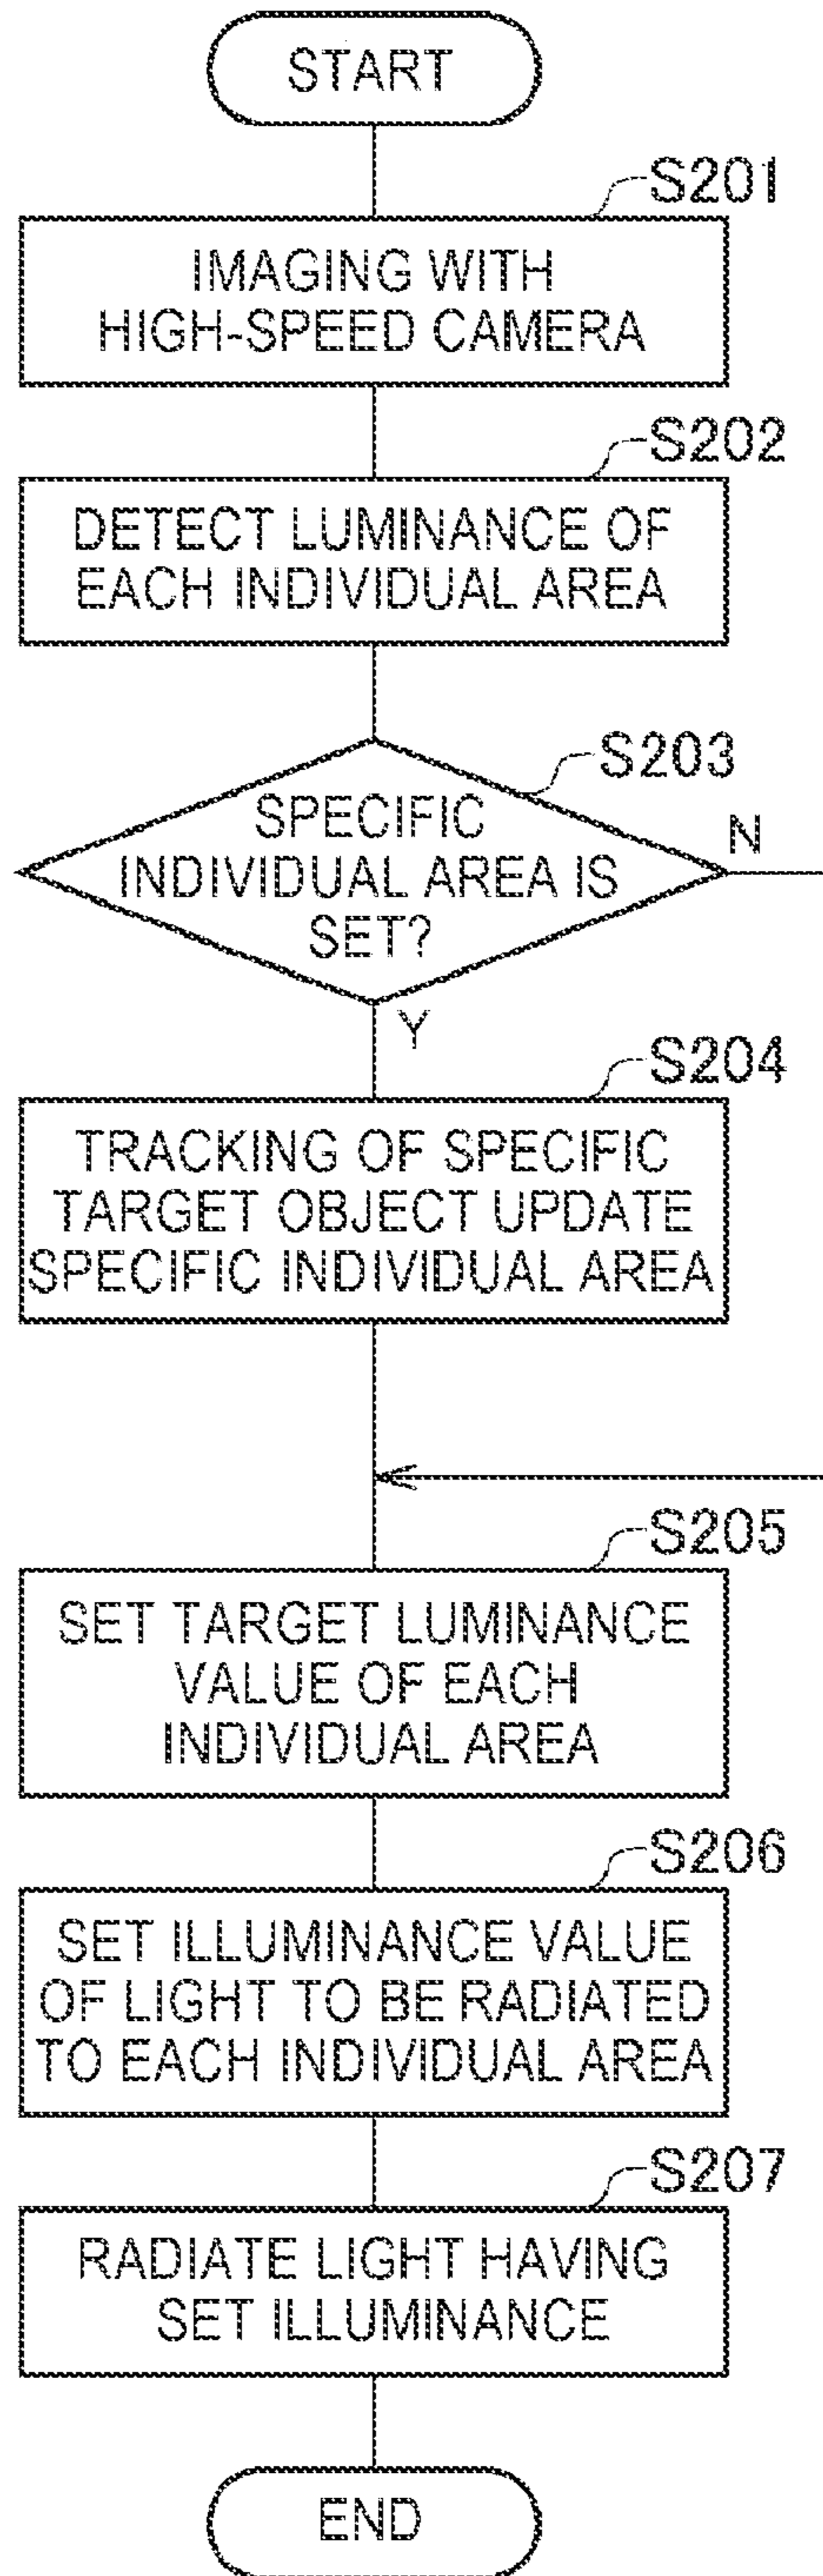 START
S201
IMAGING WITH
HIGH-SPEED CAMERA
S202
DETECT LUMINANCE OF
EACH INDIVIDUAL AREA
S203
SPECIFIC
INDIVIDUAL AREA IS
SET?
N
Y
S204
TRACKING OF SPECIFIC
TARGET OBJECT UPDATE
SPECIFIC INDIVIDUAL AREA
S205
SET TARGET LUMINANCE
VALUE OF EACH
INDIVIDUAL AREA
S206
SET ILLUMINANCE VALUE
OF LIGHT TO BE RADIATED
TO EACH INDIVIDUAL AREA
S207
RADIATE LIGHT HAVING
SET ILLUMINANCE
END